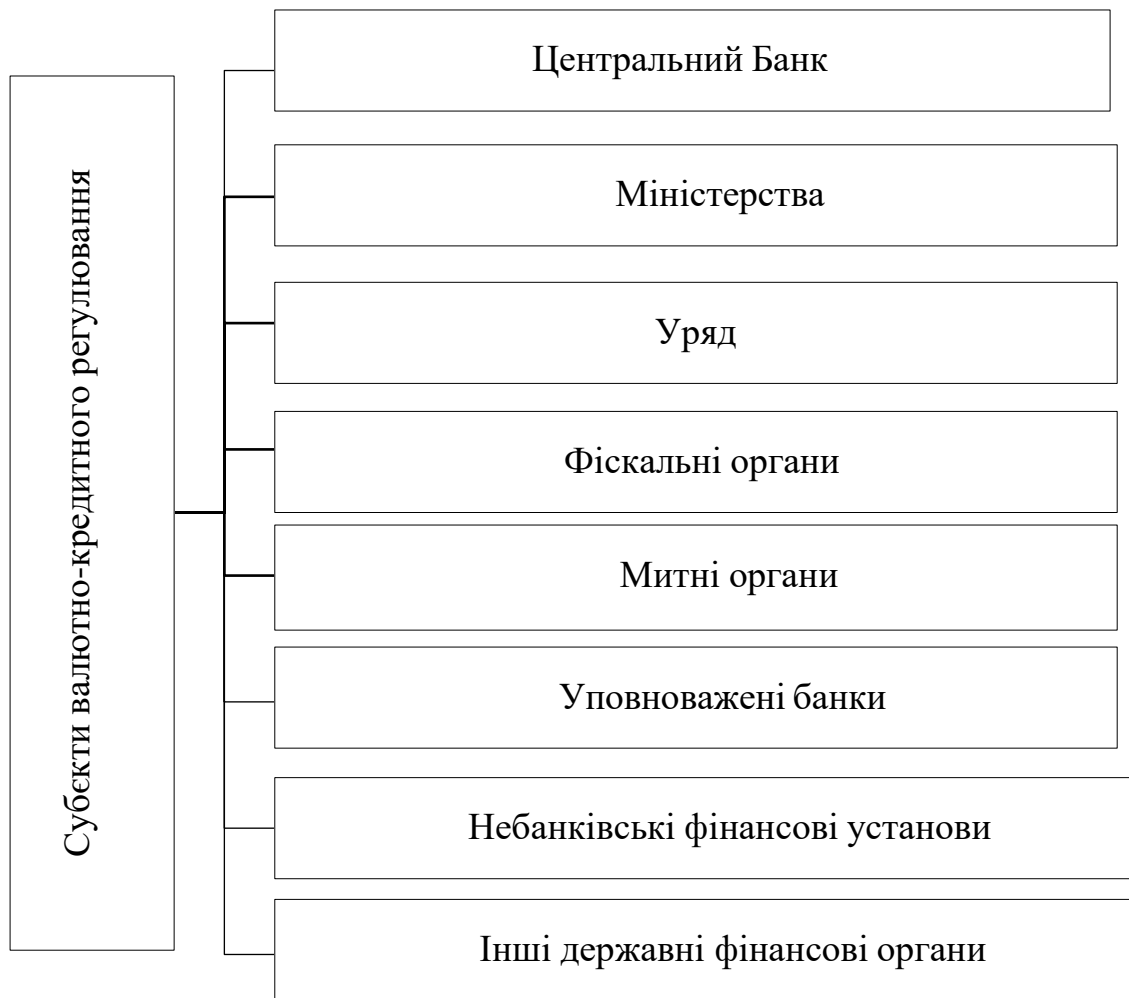 Субєкти валютно-кредитного регулювання
Центральний Банк
Міністерства
Уряд
Фіскальні органи
Митні органи
Уповноважені банки
Небанківські фінансові установи
Інші державні фінансові органи